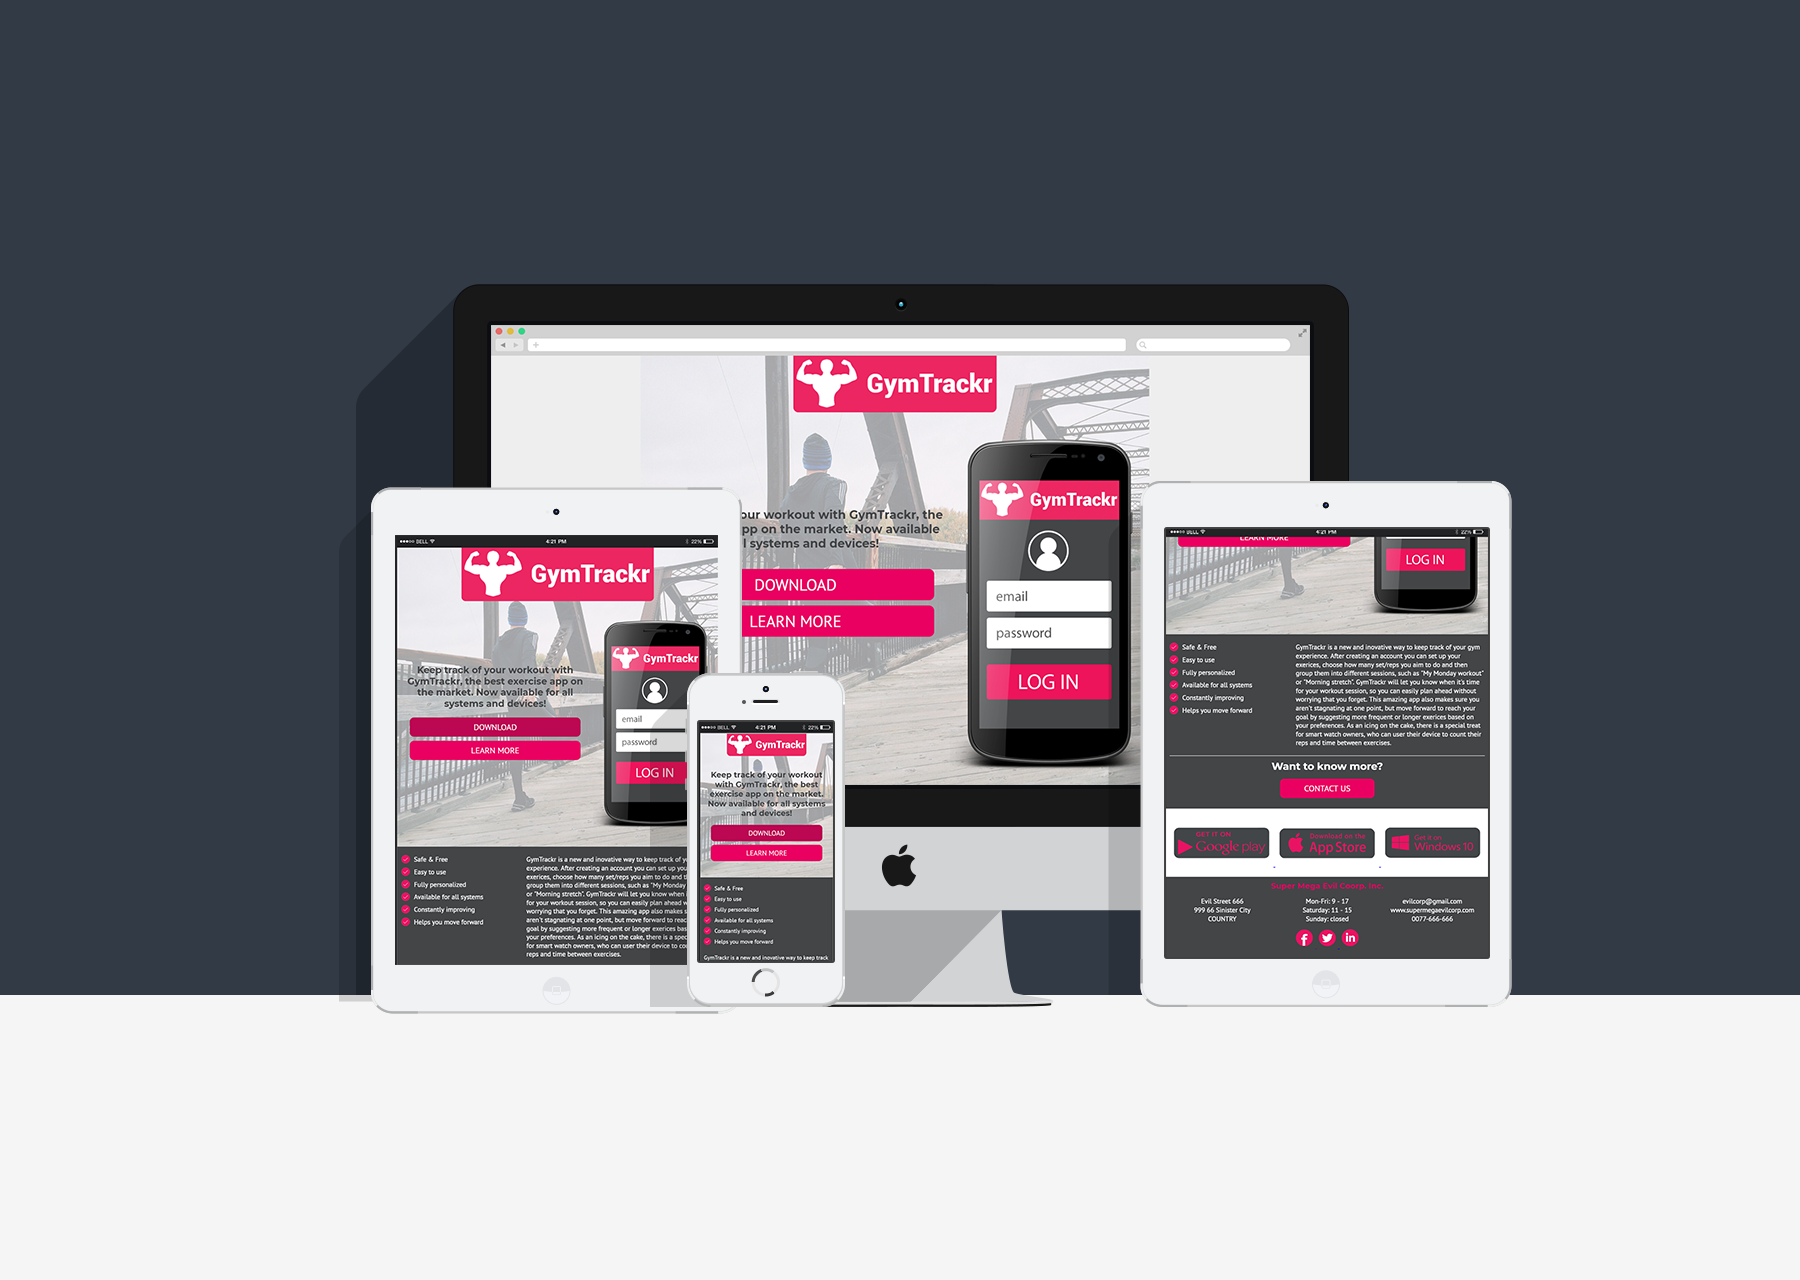 GymTrackr
our workout with GymTrackr, the
pp on the market. Now available
l systems and devices!
DOWNLOAD
LEARN MORE
GymTrackr
email
password
LOG IN
BELL
4:21 PM
22%
GymTrackr
Keep track of your workout with
GymTrackr, the best exercise app on
the market. Now available for all
systems and devices!
DOWNLOAD
LEARN MORE
GymTrackr
email
password
LOG IN
Safe & Free
Easy to use
Fully personalized
Available for all systems
Constantly improving
Helps you move forward
GymTrackr is a new and inovative way to keep track of yo
experience. After creating an account you can set up your
exerices, choose how many set/reps you aim to do and t
group them into different sessions, such as "My Monday
or "Morning stretch". GymTrackr will let you know when it's
for your workout session, so you can easily plan ahead w
worrying that you forget. This amazing app also makes s
aren't stagnating at one point, but move forward to reach
goal by suggesting more frequent or longer exerices bas
your preferences. As an icing on the cake, there is a spec
for smart watch owners, who can user their device to cou
reps and time between exercises.
BELL
4:21 PM
22%
GymTrackr
Keep track of your workout
with GymTrackr, the best
exercise app on the market.
Now available for all systems
and devices!
DOWNLOAD
LEARN MORE
Safe & Free
Easy to use
Fully personalized
Available for all systems
Constantly improving
Helps you move forward
GymTrackr is a new and inovative way to keep track
BELL
4:21 PM
22%
LEARN MORE
LOG IN
Safe & Free
Easy to use
Fully personalized
Available for all systems
Constantly improving
Helps you move forward
GymTrackr is a new and inovative way to keep track of your gym
experience. After creating an account you can set up your
exerices, choose how many set/reps you aim to do and then
group them into different sessions, such as "My Monday workout"
or "Morning stretch". GymTrackr will let you know when it's time
for your workout session, so you can easily plan ahead without
worrying that you forget. This amazing app also makes sure you
aren't stagnating at one point, but move forward to reach your
goal by suggesting more frequent or longer exerices based on
your preferences. As an icing on the cake, there is a special treat
for smart watch owners, who can user their device to count their
reps and time between exercises.
Want to know more?
CONTACT US
GET IT ON
Google play
Download on the
App Store
Get it on
Windows 10
Super Mega Evil Ceorp. Inc.
Evil Street 666
999 66 Sinister City
COUNTRY
Mon-Fri: 9 - 17
Saturday: 11 - 15
Sunday: closed
evilcorp@gmail.com
www.supermegaevilcorp.com
0077-666-666